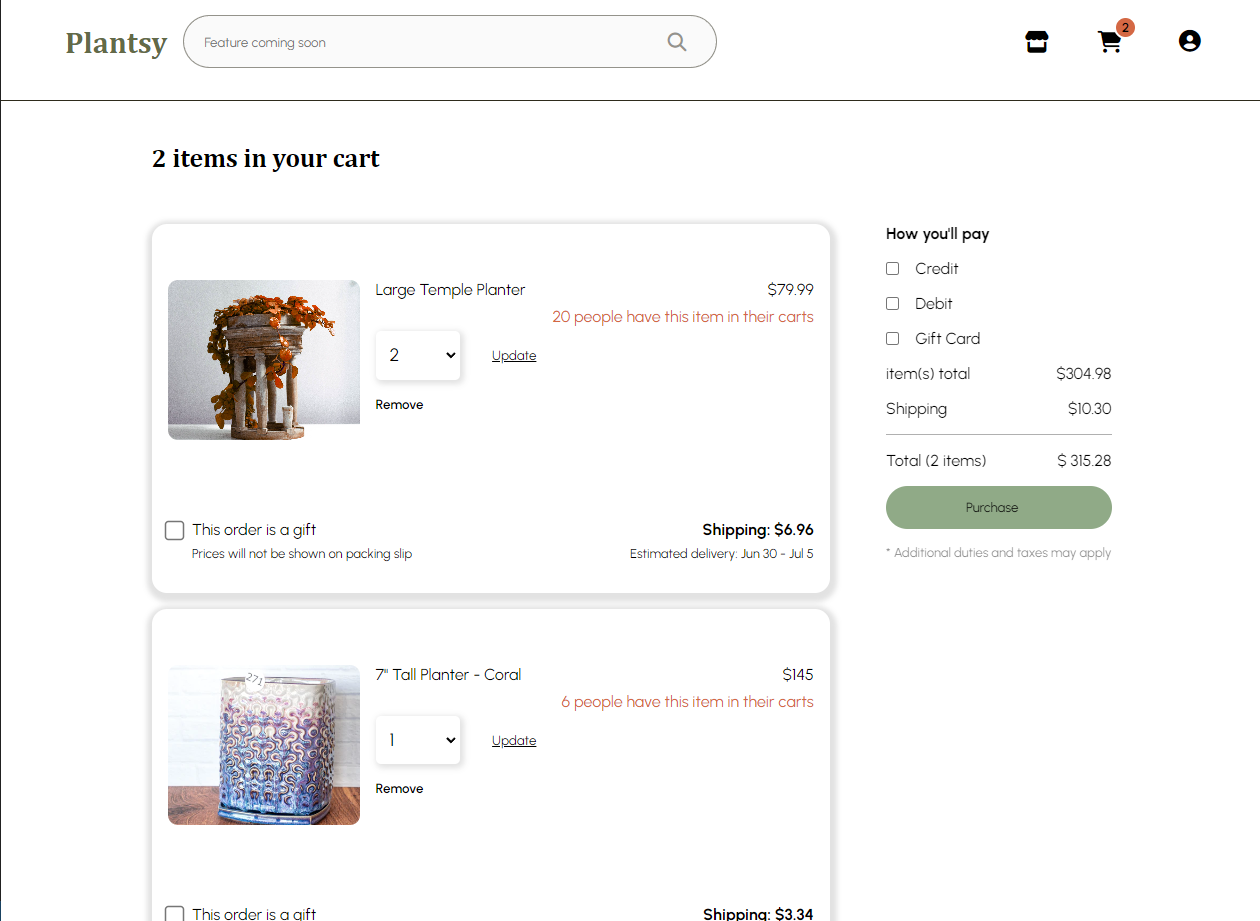 Plantsy
Feature coming soon
2
2 items in your cart
Large Temple Planter $79.99
20 people have this item in their carts
2 Update
Remove
This order is a gift Shipping: $6.96
Prices will not be shown on packing slip Estimated delivery: Jun 30 - Jul 5
271
7" Tall Planter - Coral $145
6 people have this item in their carts
1 Update
Remove
This order is a gift Shipping: $3.34
How you'll pay
Credit
Debit
Gift Card
item(s) total $304.98
Shipping $10.30
Total (2 items) $ 315.28
Purchase
* Additional duties and taxes may apply